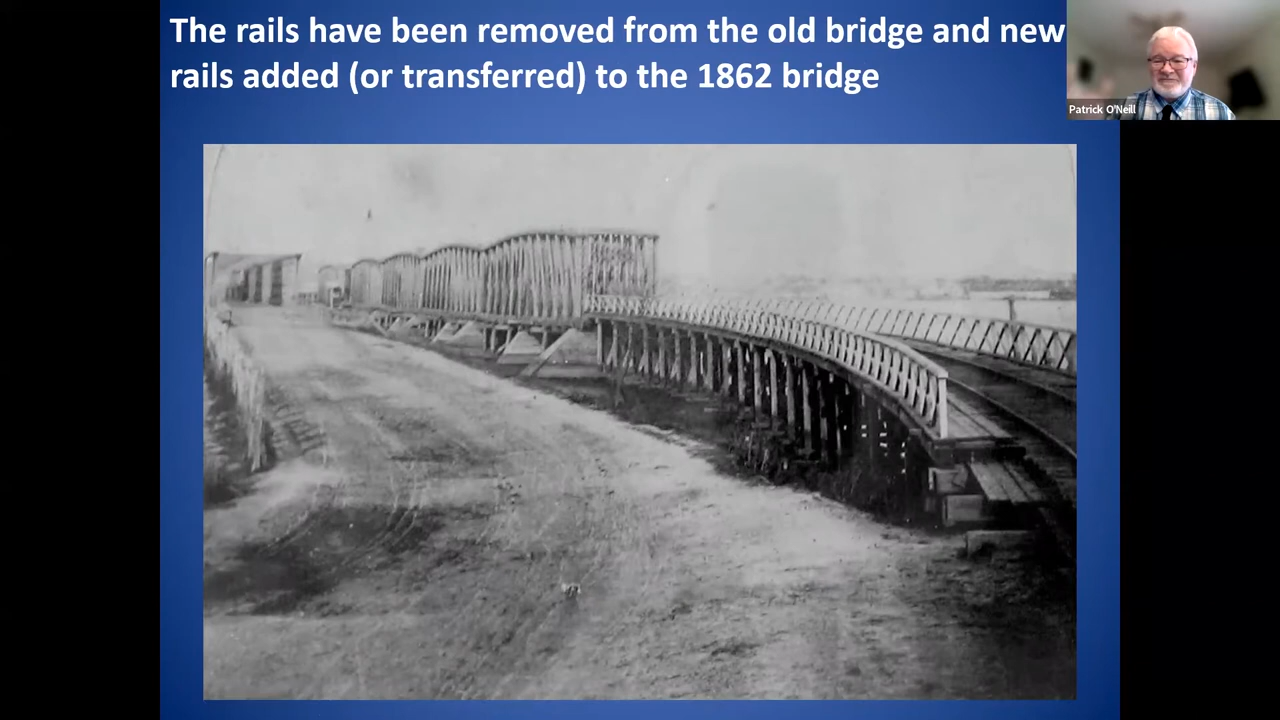 The rails have been removed from the old bridge and new
rails added (or transferred) to the 1862 bridge
Patrick O'Neill